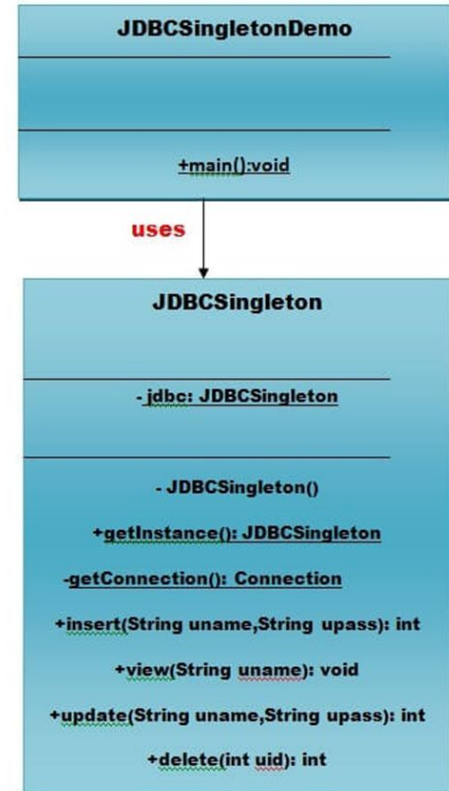 JDBCSingletonDemo
+main():void
uses
JDBCSingleton
- jdbc: JDBCSingleton
- JDBCSingleton()
+getInstance(): JDBCSingleton
-getConnection(): Connection
+insert(String uname,String upass): int
+view(String uname): void
+update(String uname,String upass): int
+delete(int uid): int